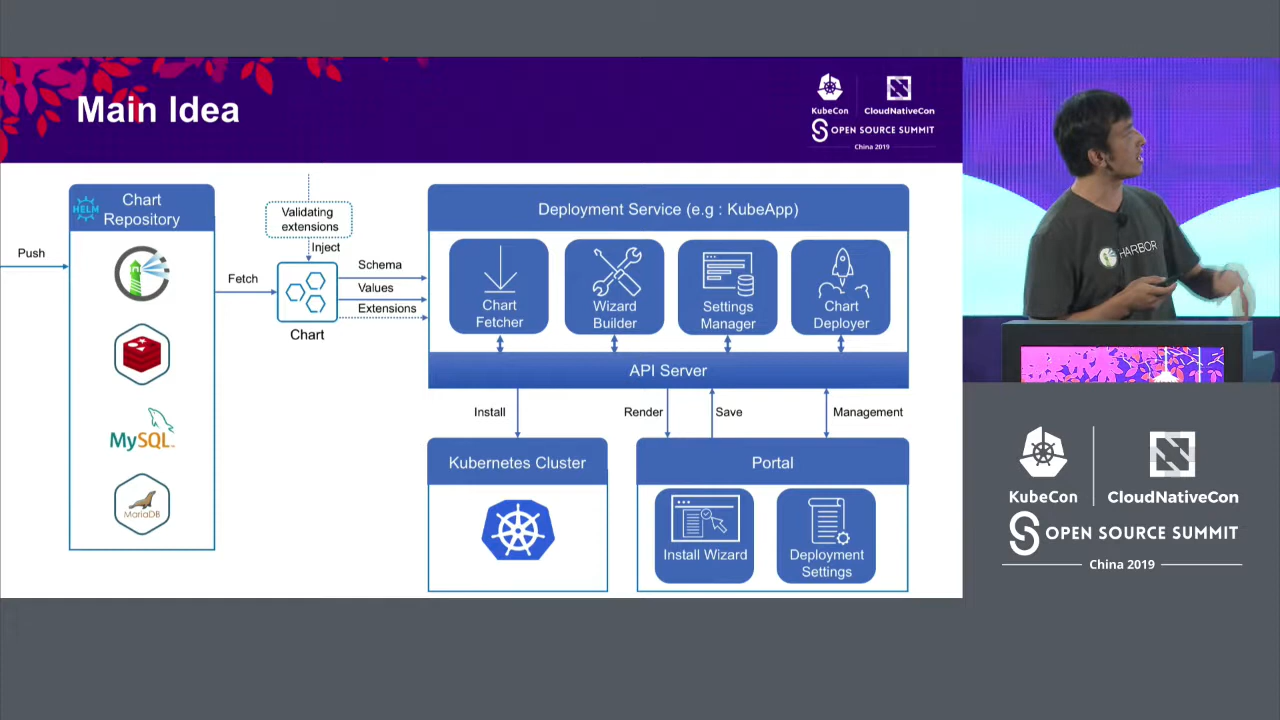 Main Idea
KubeCon
CloudNativeCon
OPEN SOURCE SUMMIT
China 2019
Push
HELM
Chart
Repository
MySQL
MariaDB
Fetch
Validating
extensions
Inject
Chart
Schema
Values
Extensions
Deployment Service (e.g : KubeApp)
Chart
Fetcher
Wizard
Builder
Settings
Manager
Chart
Deployer
API Server
Install
Render
Save
Management
Kubernetes Cluster
Portal
Install Wizard
Deployment
Settings
HARBOR
KubeCon
CloudNativeCon
OPEN SOURCE SUMMIT
China 2019